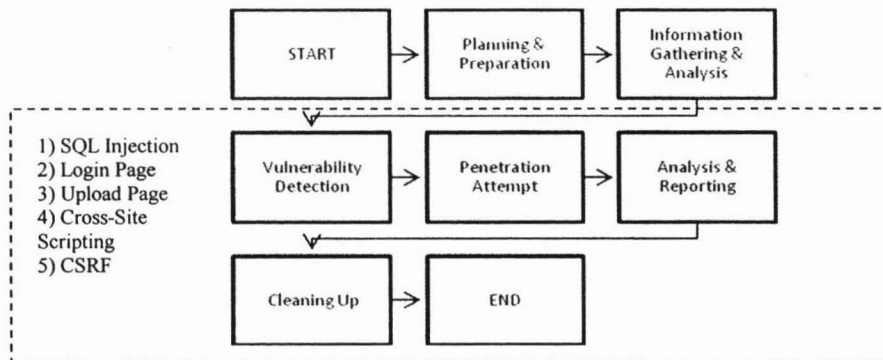 START
Planning &
Preparation
Information
Gathering &
Analysis
1) SQL Injection
2) Login Page
3) Upload Page
4) Cross-Site
Scripting
5) CSRF
Vulnerability
Detection
Penetration
Attempt
Analysis &
Reporting
Cleaning Up
END